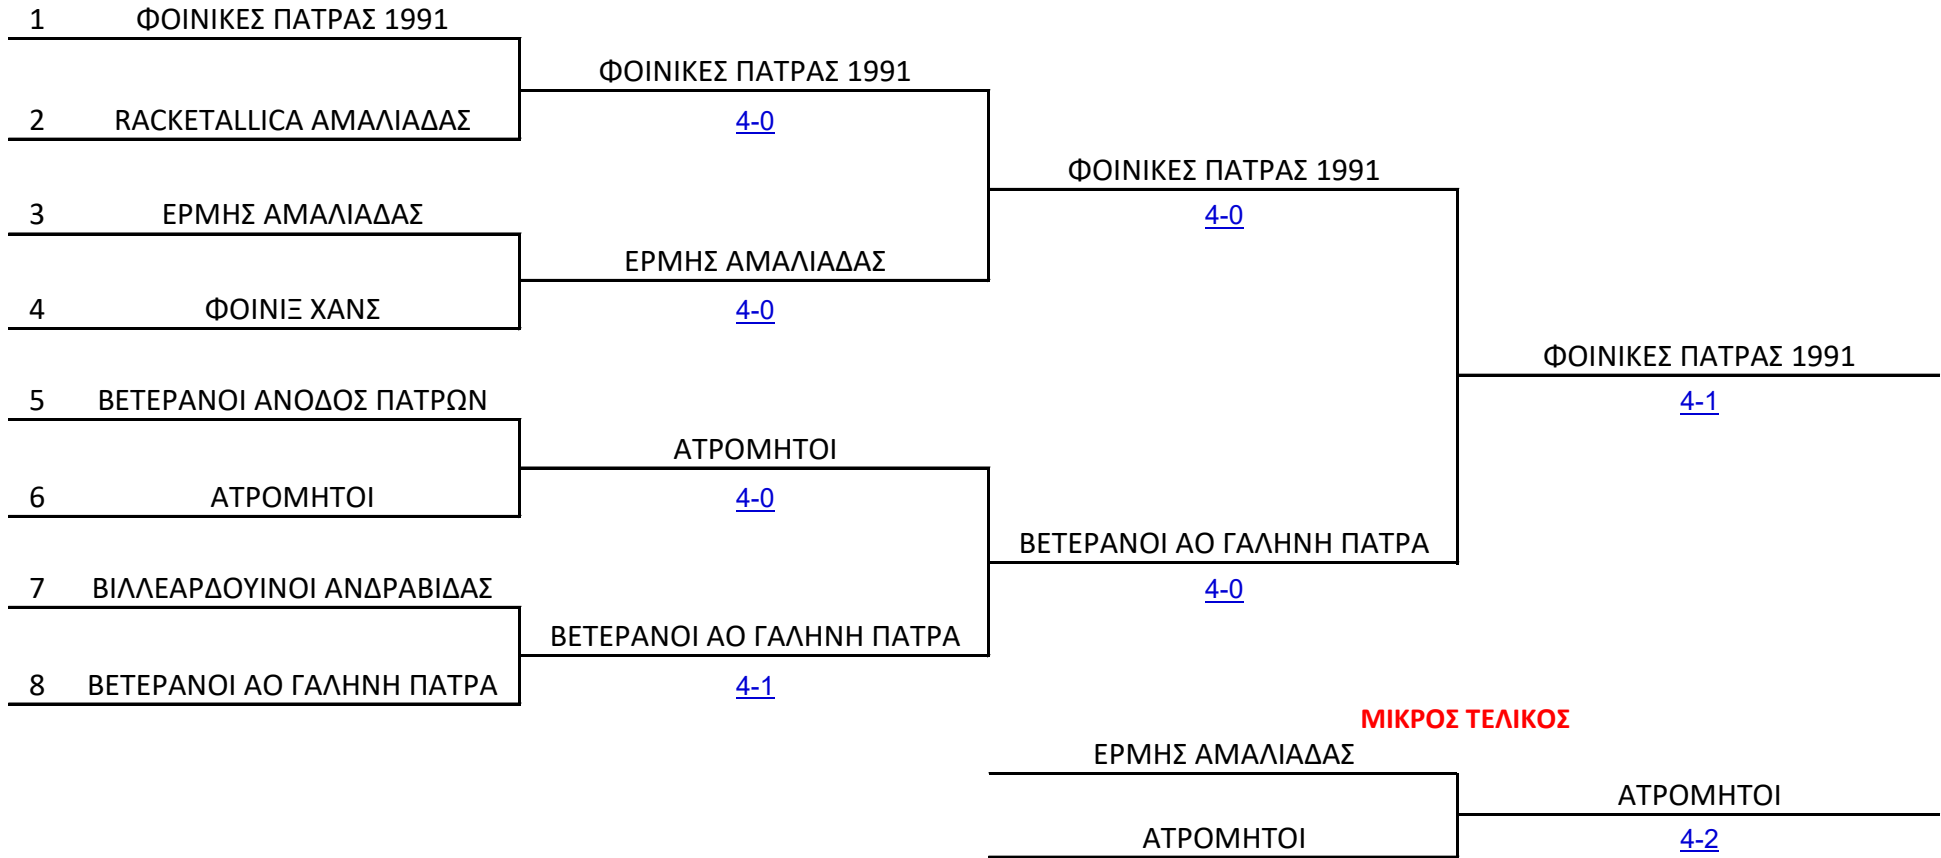 1 ΦΟΙΝΙΚΕΣ ΠΑΤΡΑΣ 1991
ΦΟΙΝΙΚΕΣ ΠΑΤΡΑΣ 1991
2 RACKETALLICA ΑΜΑΛΙΑΔΑΣ
4-0
ΦΟΙΝΙΚΕΣ ΠΑΤΡΑΣ 1991
3 ΕΡΜΗΣ ΑΜΑΛΙΑΔΑΣ
4-0
ΕΡΜΗΣ ΑΜΑΛΙΑΔΑΣ
4 ΦΟΙΝΙΞ ΧΑΝΣ
4-0
ΦΟΙΝΙΚΕΣ ΠΑΤΡΑΣ 1991
5 ΒΕΤΕΡΑΝΟΙ ΑΝΟΔΟΣ ΠΑΤΡΩΝ
4-1
ΑΤΡΟΜΗΤΟΙ
6 ΑΤΡΟΜΗΤΟΙ
4-0
ΒΕΤΕΡΑΝΟΙ ΑΟ ΓΑΛΗΝΗ ΠΑΤΡΑ
7 ΒΙΛΛΕΑΡΔΟΥΙΝΟΙ ΑΝΔΡΑΒΙΔΑΣ
4-0
ΒΕΤΕΡΑΝΟΙ ΑΟ ΓΑΛΗΝΗ ΠΑΤΡΑ
8 ΒΕΤΕΡΑΝΟΙ ΑΟ ΓΑΛΗΝΗ ΠΑΤΡΑ
4-1
ΜΙΚΡΟΣ ΤΕΛΙΚΟΣ
ΕΡΜΗΣ ΑΜΑΛΙΑΔΑΣ
ΑΤΡΟΜΗΤΟΙ
ΑΤΡΟΜΗΤΟΙ
4-2